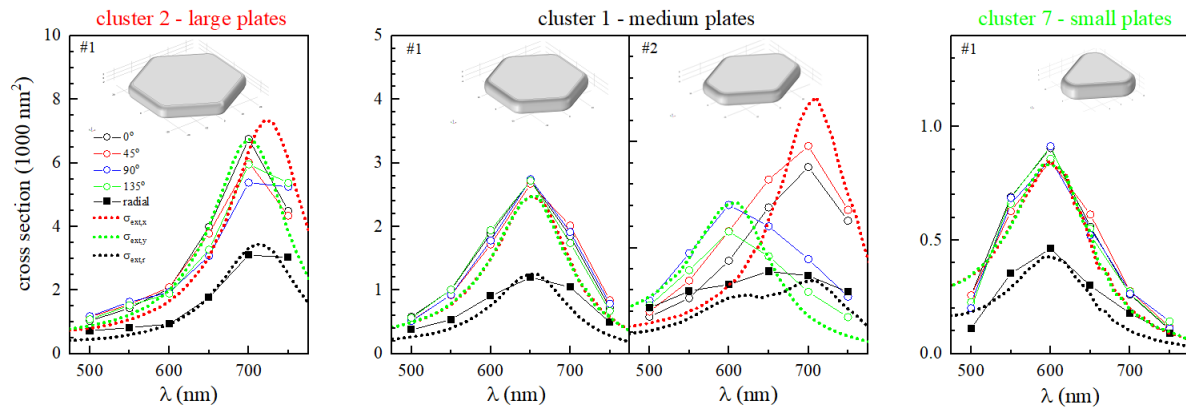 cluster 2 - large plates
cluster 1 - medium plates
cluster 7 - small plates
cross section (1000 nm²)
10
8
6
4
2
0
#1
0°
45°
90°
135°
radial
σext,x
σext,y
σext,r
500
600
700
λ (nm)
5
4
3
2
1
0
#1
500
600
700
λ (nm)
#2
500
600
700
λ (nm)
1.0
0.5
0.0
#1
500
600
700
λ (nm)